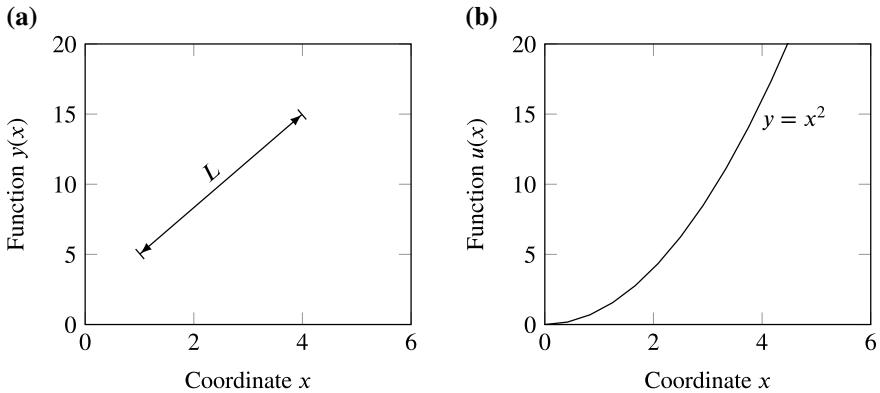 (a)
20
15
10
5
0
Function y(x)
L
0 2 4 6
Coordinate x
(b)
20
15
10
5
0
Function u(x)
y = x²
0 2 4 6
Coordinate x